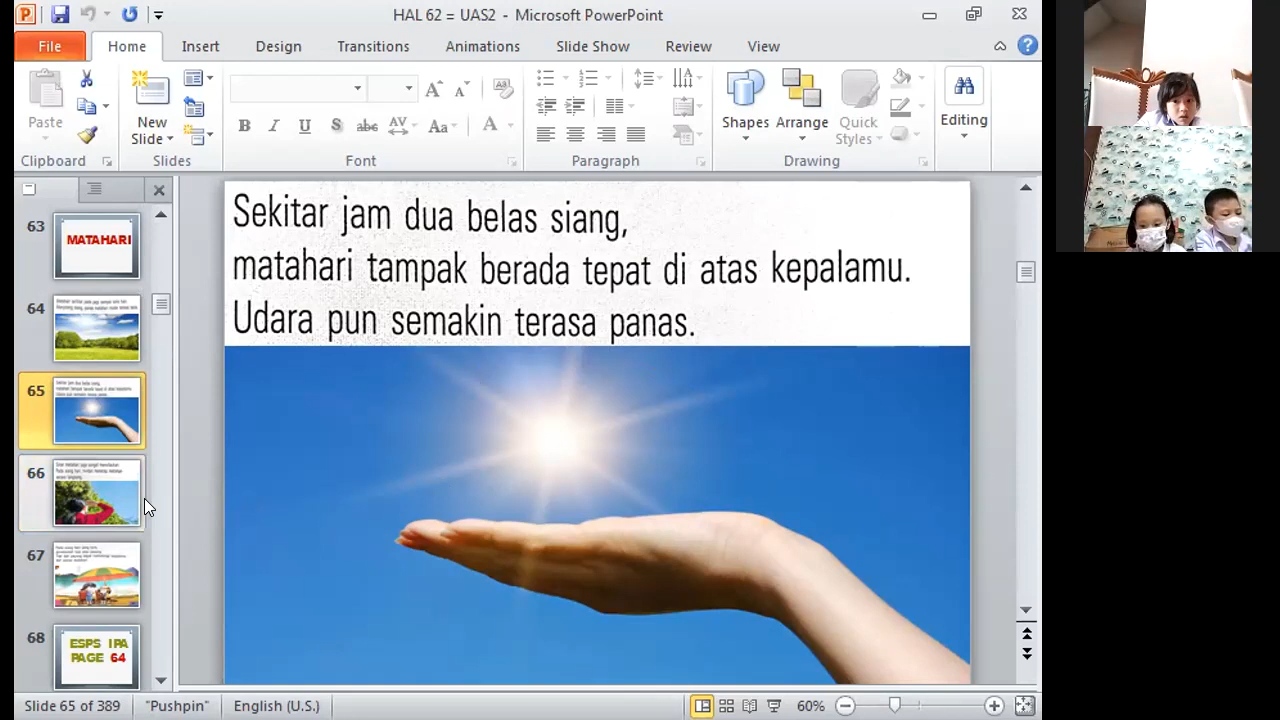 HAL 62 = UAS2 - Microsoft PowerPoint
File Home Insert Design Transitions Animations Slide Show Review View
Paste
New
Slide
Shapes Arrange Quick
Styles
Editing
B I U S abc AV Aa A
Clipboard Slides Font Paragraph Drawing
63
MATAHARI
64
65
66
67
68
ESPS IPA
PAGE 64
Sekitar jam dua belas siang,
matahari tampak berada tepat di atas kepalamu.
Udara pun semakin terasa panas.
Slide 65 of 389 "Pushpin" English (U.S.) 60%